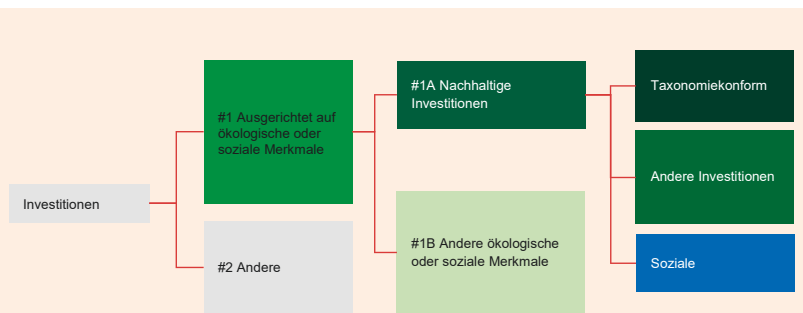 Investitionen
#1 Ausgerichtet auf
ökologische oder
soziale Merkmale
#2 Andere
#1A Nachhaltige
Investitionen
#1B Andere ökologische
oder soziale Merkmale
Taxonomiekonform
Andere Investitionen
Soziale